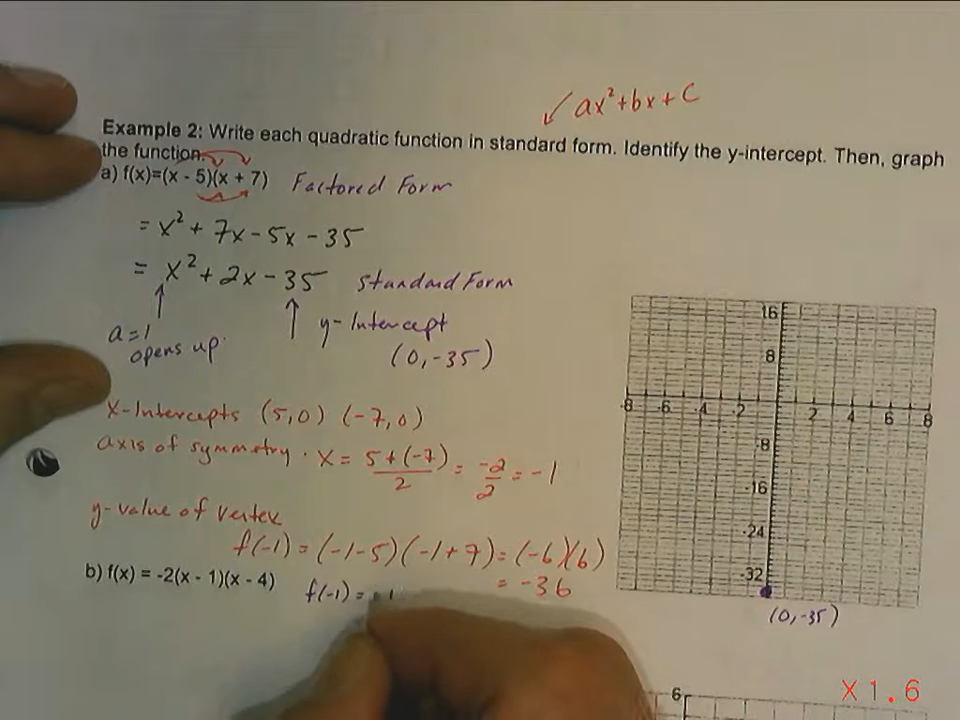 ↙ ax² + bx + c
Example 2: Write each quadratic function in standard form. Identify the y-intercept. Then, graph
the function.
a) f(x)=(x - 5)(x + 7) Factored Form
= x² + 7x - 5x - 35
= x² + 2x - 35 Standard Form
a = 1
opens up.
y-Intercept
(0, -35)
x-Intercepts (5,0) (-7,0)
axis of symmetry · x = 5 + (-7) / 2 = -2 / 2 = -1
y-value of vertex
f(-1) = (-1-5)(-1+7) = (-6)(6)
= -36
b) f(x) = -2(x - 1)(x - 4)
f(-1) =
16
8
-8 -6 -4 -2 2 4 6 8
-8
-16
-24
-32
(0, -35)
6
X1.6